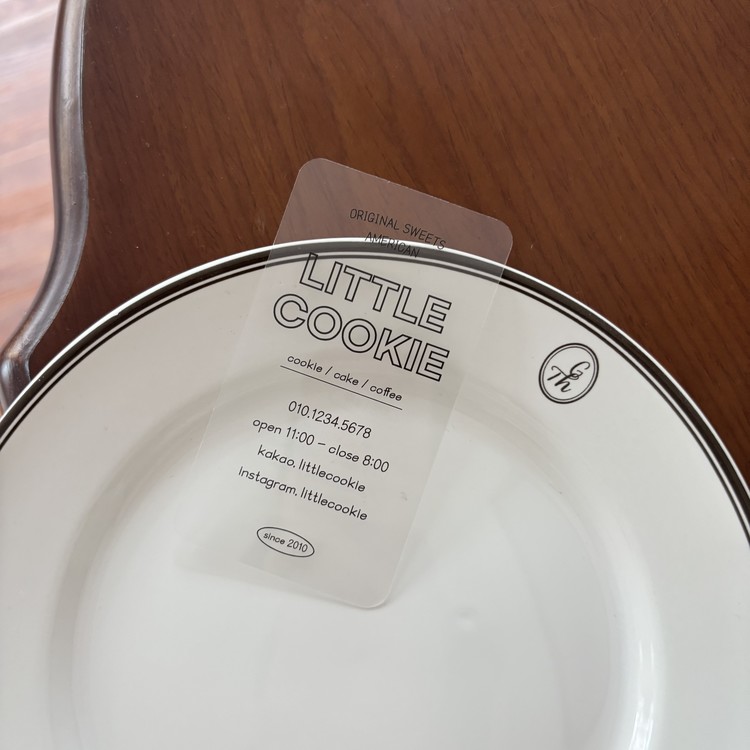 ORIGINAL SWEETS
AMERICAN
LITTLE
COOKIE
cookie / cake / coffee
010.1234.5678
open 11:00 – close 8:00
kakao. littlecookie
Instagram. littlecookie
since 2010